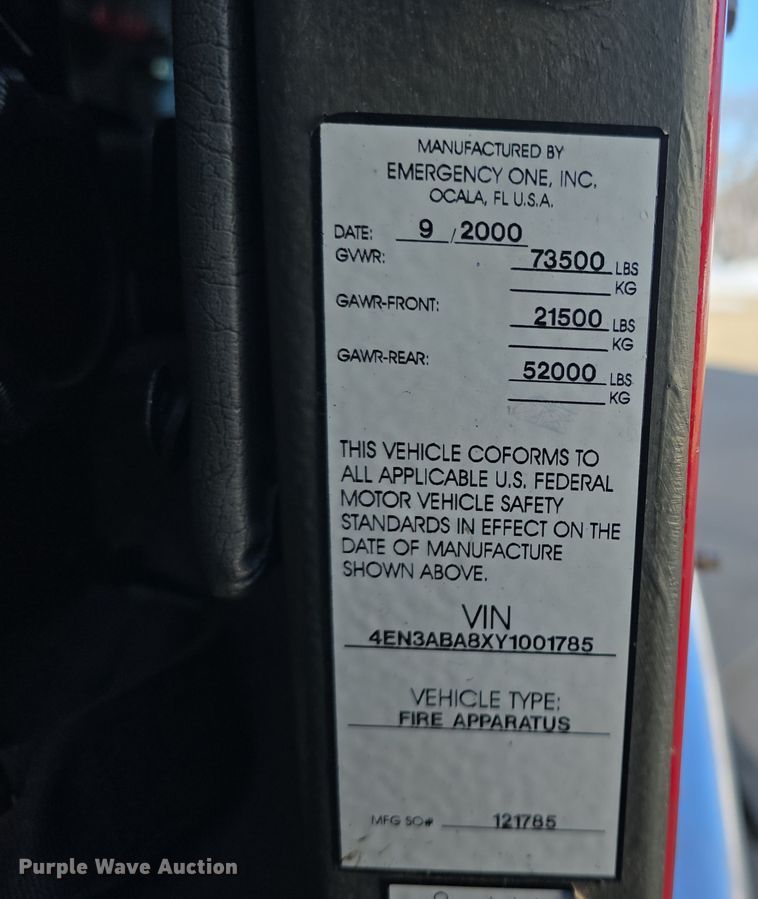 MANUFACTURED BY
EMERGENCY ONE, INC.
OCALA, FL U.S.A.
DATE: 9 / 2000
GVWR: 73500 LBS
KG
GAWR-FRONT: 21500 LBS
KG
GAWR-REAR: 52000 LBS
KG
THIS VEHICLE COFORMS TO
ALL APPLICABLE U.S. FEDERAL
MOTOR VEHICLE SAFETY
STANDARDS IN EFFECT ON THE
DATE OF MANUFACTURE
SHOWN ABOVE.
VIN
4EN3ABA8XY1001785
VEHICLE TYPE:
FIRE APPARATUS
MFG SO# 121785
Purple Wave Auction